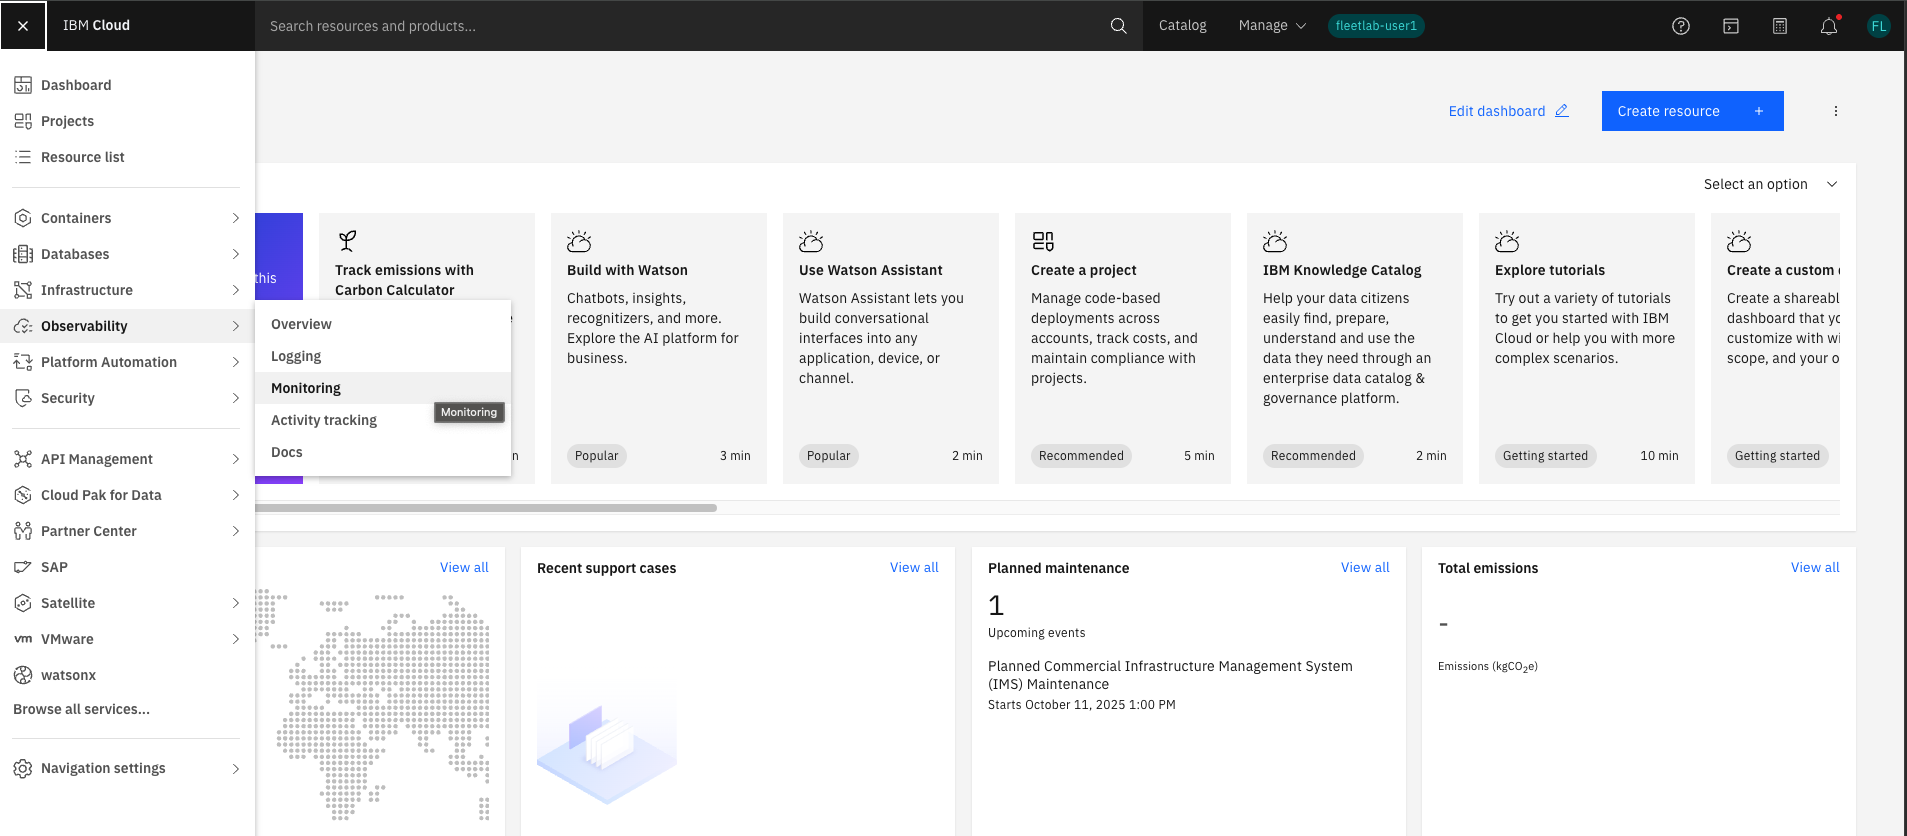 IBM Cloud
Search resources and products...
Catalog
Manage
fleetlab-user1
FL
Dashboard
Projects
Resource list
Containers
Databases
Infrastructure
Observability
Platform Automation
Security
API Management
Cloud Pak for Data
Partner Center
SAP
Satellite
vm VMware
watsonx
Browse all services...
Navigation settings
Overview
Logging
Monitoring
Monitoring
Activity tracking
Docs
Edit dashboard
Create resource +
Select an option
this
Track emissions with
Carbon Calculator
Build with Watson
Chatbots, insights,
recognitizers, and more.
Explore the AI platform for
business.
Popular
3 min
Use Watson Assistant
Watson Assistant lets you
build conversational
interfaces into any
application, device, or
channel.
Popular
2 min
Create a project
Manage code-based
deployments across
accounts, track costs, and
maintain compliance with
projects.
Recommended
5 min
IBM Knowledge Catalog
Help your data citizens
easily find, prepare,
understand and use the
data they need through an
enterprise data catalog &
governance platform.
Recommended
2 min
Explore tutorials
Try out a variety of tutorials
to get you started with IBM
Cloud or help you with more
complex scenarios.
Getting started
10 min
Create a custom
Create a shareabl
dashboard that yo
customize with wi
scope, and your o
Getting started
View all
Recent support cases
View all
Planned maintenance
View all
1
Upcoming events
Planned Commercial Infrastructure Management System
(IMS) Maintenance
Starts October 11, 2025 1:00 PM
Total emissions
View all
-
Emissions (kgCO2e)